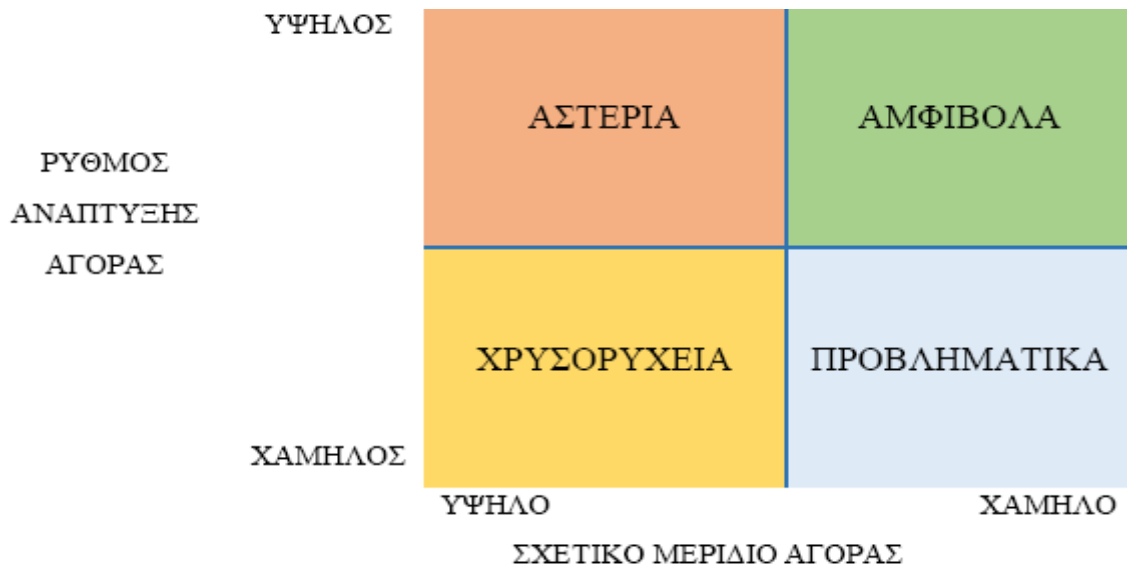 ΥΨΗΛΟΣ
ΑΣΤΕΡΙΑ
ΑΜΦΙΒΟΛΑ
ΡΥΘΜΟΣ
ΑΝΑΠΤΥΞΗΣ
ΑΓΟΡΑΣ
ΧΡΥΣΟΡΥΧΕΙΑ
ΠΡΟΒΛΗΜΑΤΙΚΑ
ΧΑΜΗΛΟΣ
ΥΨΗΛΟ
ΧΑΜΗΛΟ
ΣΧΕΤΙΚΟ ΜΕΡΙΔΙΟ ΑΓΟΡΑΣ